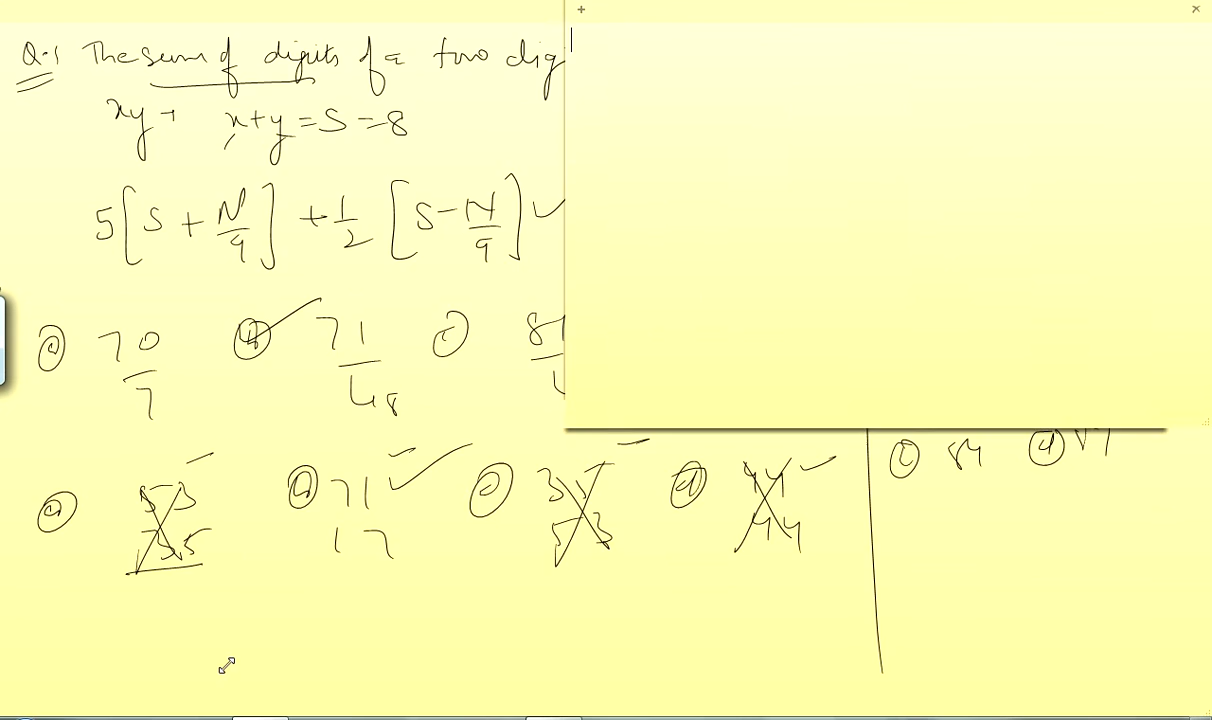 Q.1 The sum of digits of a two dig
xy → x+y = S = 8
5[S + N/9] + 1/2 [S - N/9]
(a) 70/7 (b) 71/48 (c) 81
(a) 53 (b) 71 (c) 35 (d) 44 (c) 84 (d)
35 17 53 44